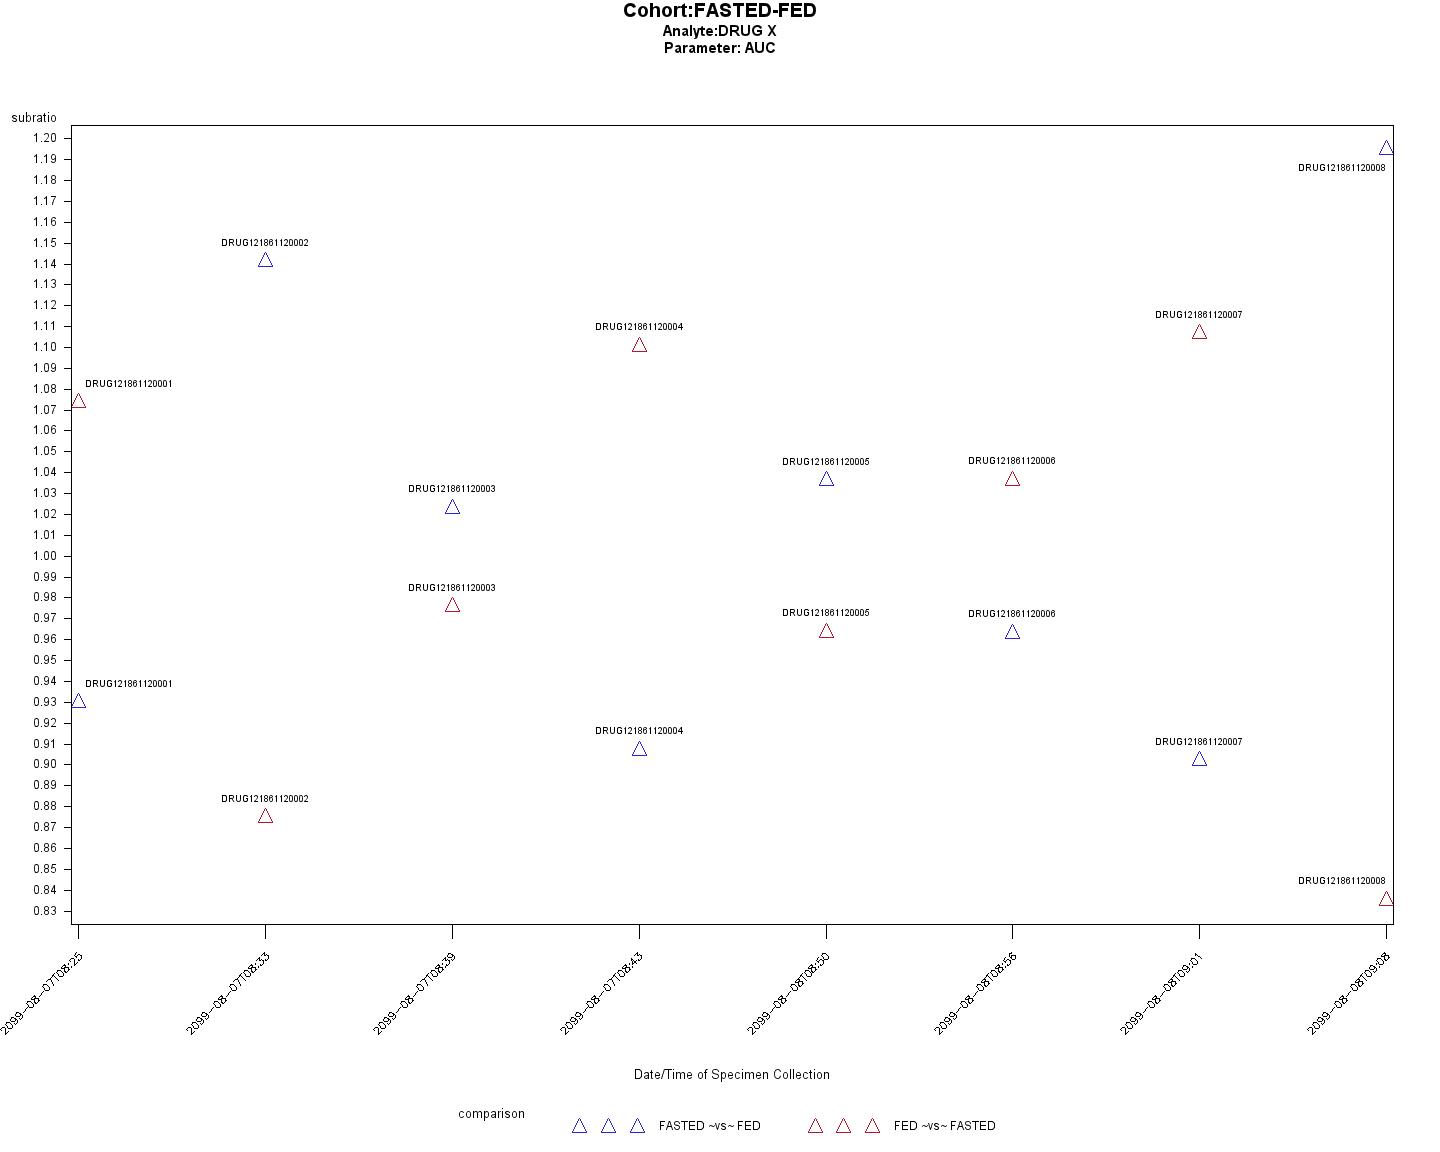 Cohort:FASTED-FED
Analyte:DRUG X
Parameter: AUC
subratio
1.20
1.19
DRUG121861120008
1.18
1.17
1.16
DRUG121861120002
1.15
1.14
1.13
1.12
DRUG121861120007
1.11
DRUG121861120004
1.10
1.09
DRUG121861120001
1.08
1.07
1.06
1.05
DRUG121861120005 DRUG121861120006
1.04
DRUG121861120003
1.03
1.02
1.01
1.00
0.99
DRUG121861120003
0.98
0.97
DRUG121861120005 DRUG121861120006
0.96
0.95
DRUG121861120001
0.94
0.93
0.92
DRUG121861120004
0.91
DRUG121861120007
0.90
0.89
DRUG121861120002
0.88
0.87
0.86
0.85
DRUG121861120008
0.84
0.83
2099-08-07T08:25
2099-08-07T08:33
2099-08-07T08:39
2099-08-07T08:43
2099-08-08T08:50
2099-08-08T08:56
2099-08-08T09:01
2099-08-08T09:08
Date/Time of Specimen Collection
comparison FASTED ~vs~ FED FED ~vs~ FASTED